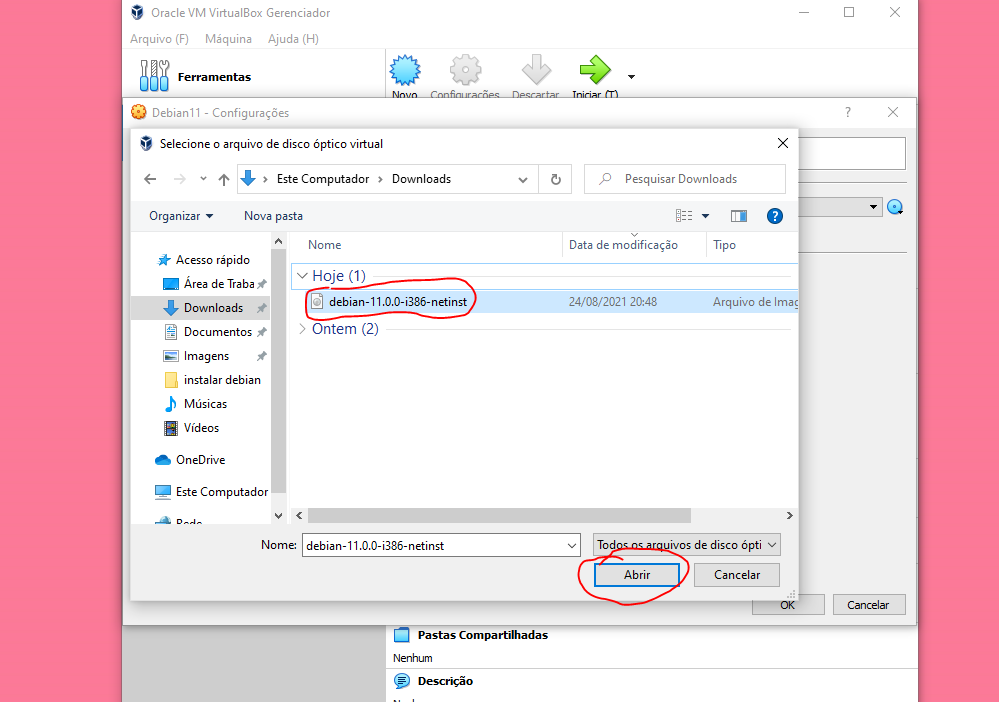 Oracle VM VirtualBox Gerenciador
Arquivo (F) Máquina Ajuda (H)
Ferramentas
Novo Configurações Descartar Iniciar (T)
Debian11 - Configurações ?
Selecione o arquivo de disco óptico virtual
Este Computador Downloads Pesquisar Downloads
Organizar Nova pasta ?
Nome Data de modificação Tipo
Acesso rápido
Hoje (1)
Área de Traba
debian-11.0.0-i386-netinst 24/08/2021 20:48 Arquivo de Imag
Downloads
Ontem (2)
Documentos
Imagens
instalar debian
Músicas
Vídeos
OneDrive
Este Computador
Rede
Nome: debian-11.0.0-i386-netinst Todos os arquivos de disco ópti
Abrir Cancelar
OK Cancelar
Pastas Compartilhadas
Nenhum
Descrição